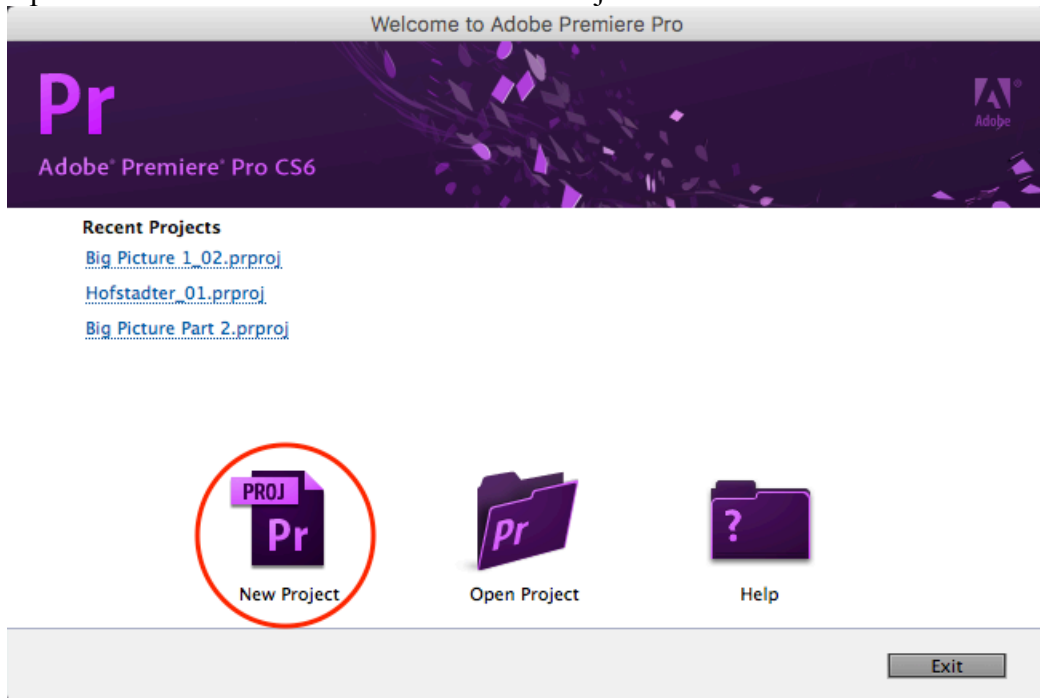 Welcome to Adobe Premiere Pro
Pr
Adobe
Adobe® Premiere® Pro CS6
Recent Projects
Big Picture 1_02.prproj
Hofstadter_01.prproj
Big Picture Part 2.prproj
PROJ
Pr
Pr
?
New Project
Open Project
Help
Exit